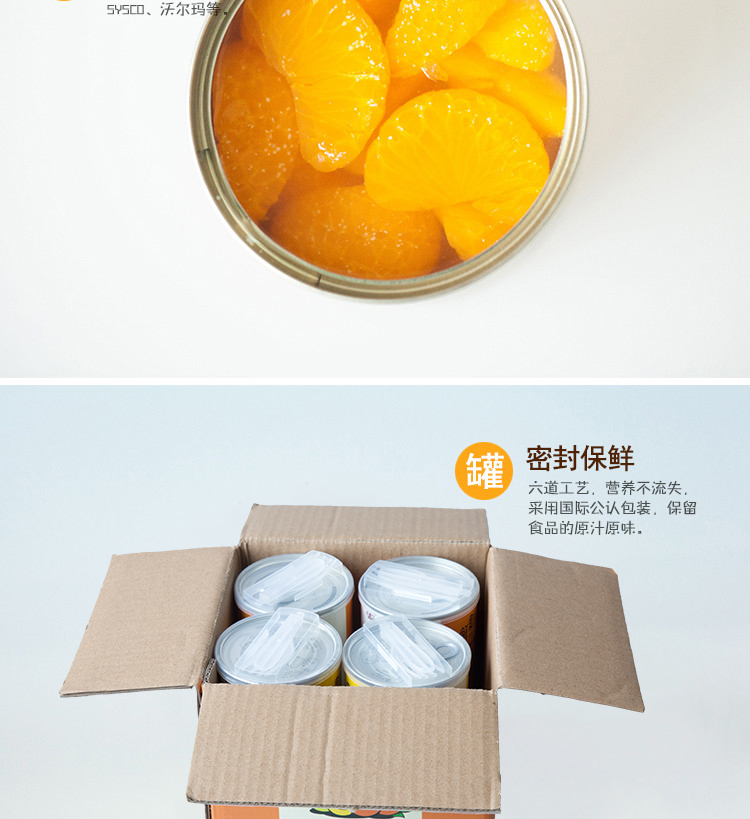 SYSCO、沃尔玛等。
罐
密封保鲜
六道工艺，营养不流失，
采用国际公认包装，保留
食品的原汁原味。